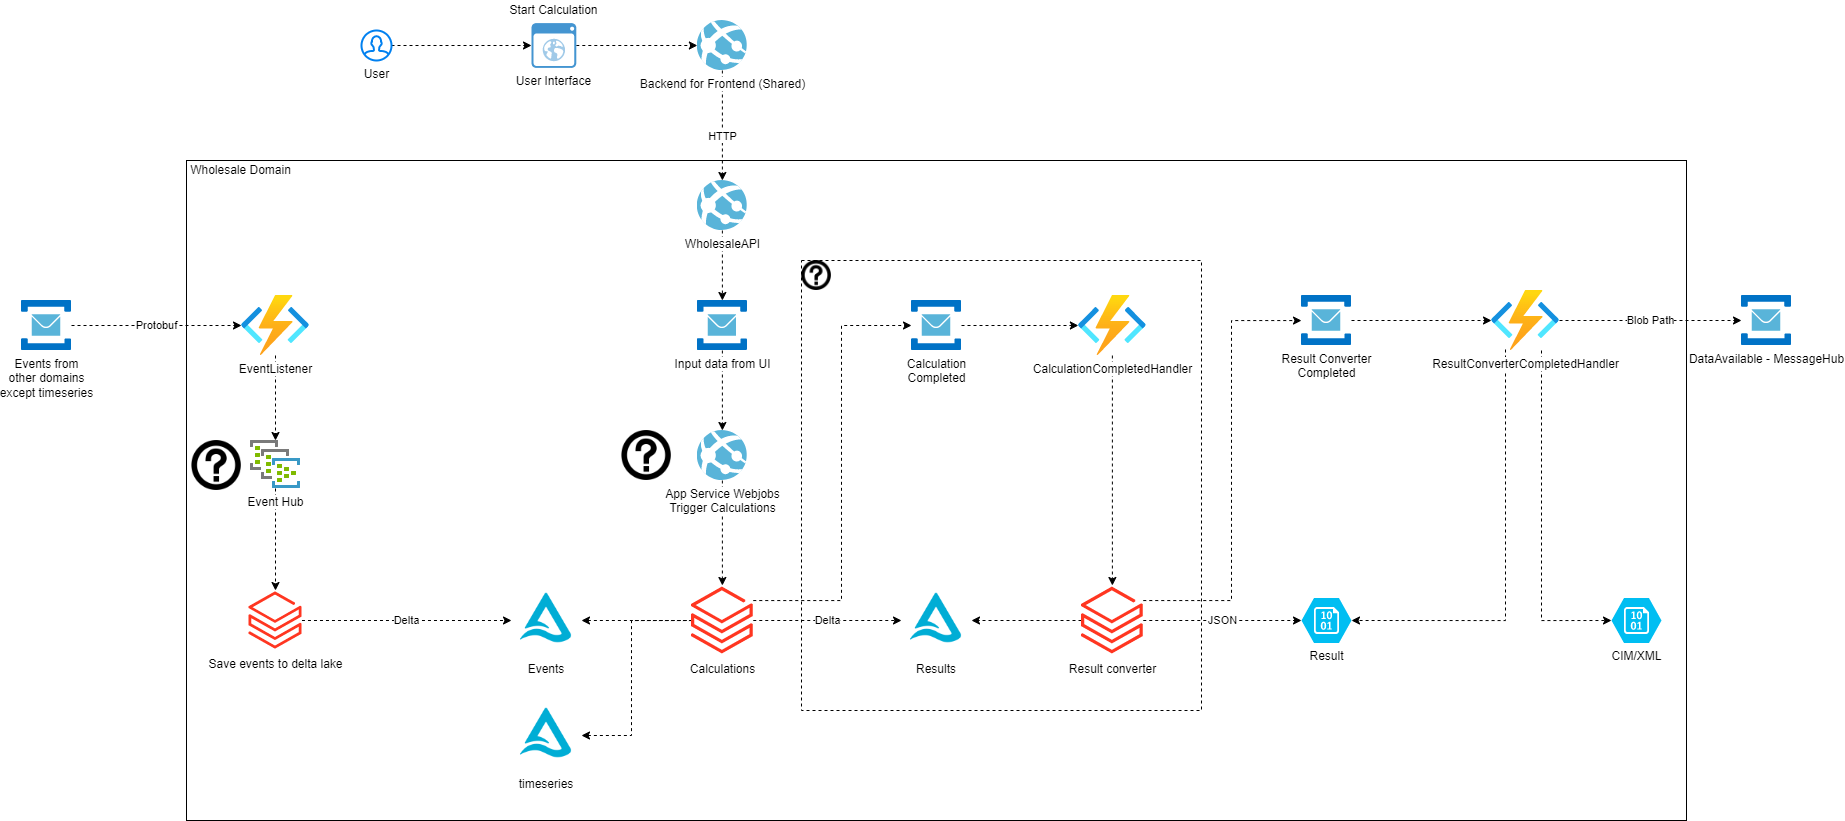 Start Calculation
User
User Interface
Backend for Frontend (Shared)
HTTP
Wholesale Domain
WholesaleAPI
Protobuf
Events from
other domains
except timeseries
EventListener
Input data from UI
Calculation
Completed
CalculationCompletedHandler
Result Converter
Completed
ResultConverterCompletedHandler
Blob Path
DataAvailable - MessageHub
Event Hub
App Service Webjobs
Trigger Calculations
Save events to delta lake
Delta
Events
Calculations
Delta
Results
Result converter
JSON
10
01
Result
10
01
CIM/XML
timeseries